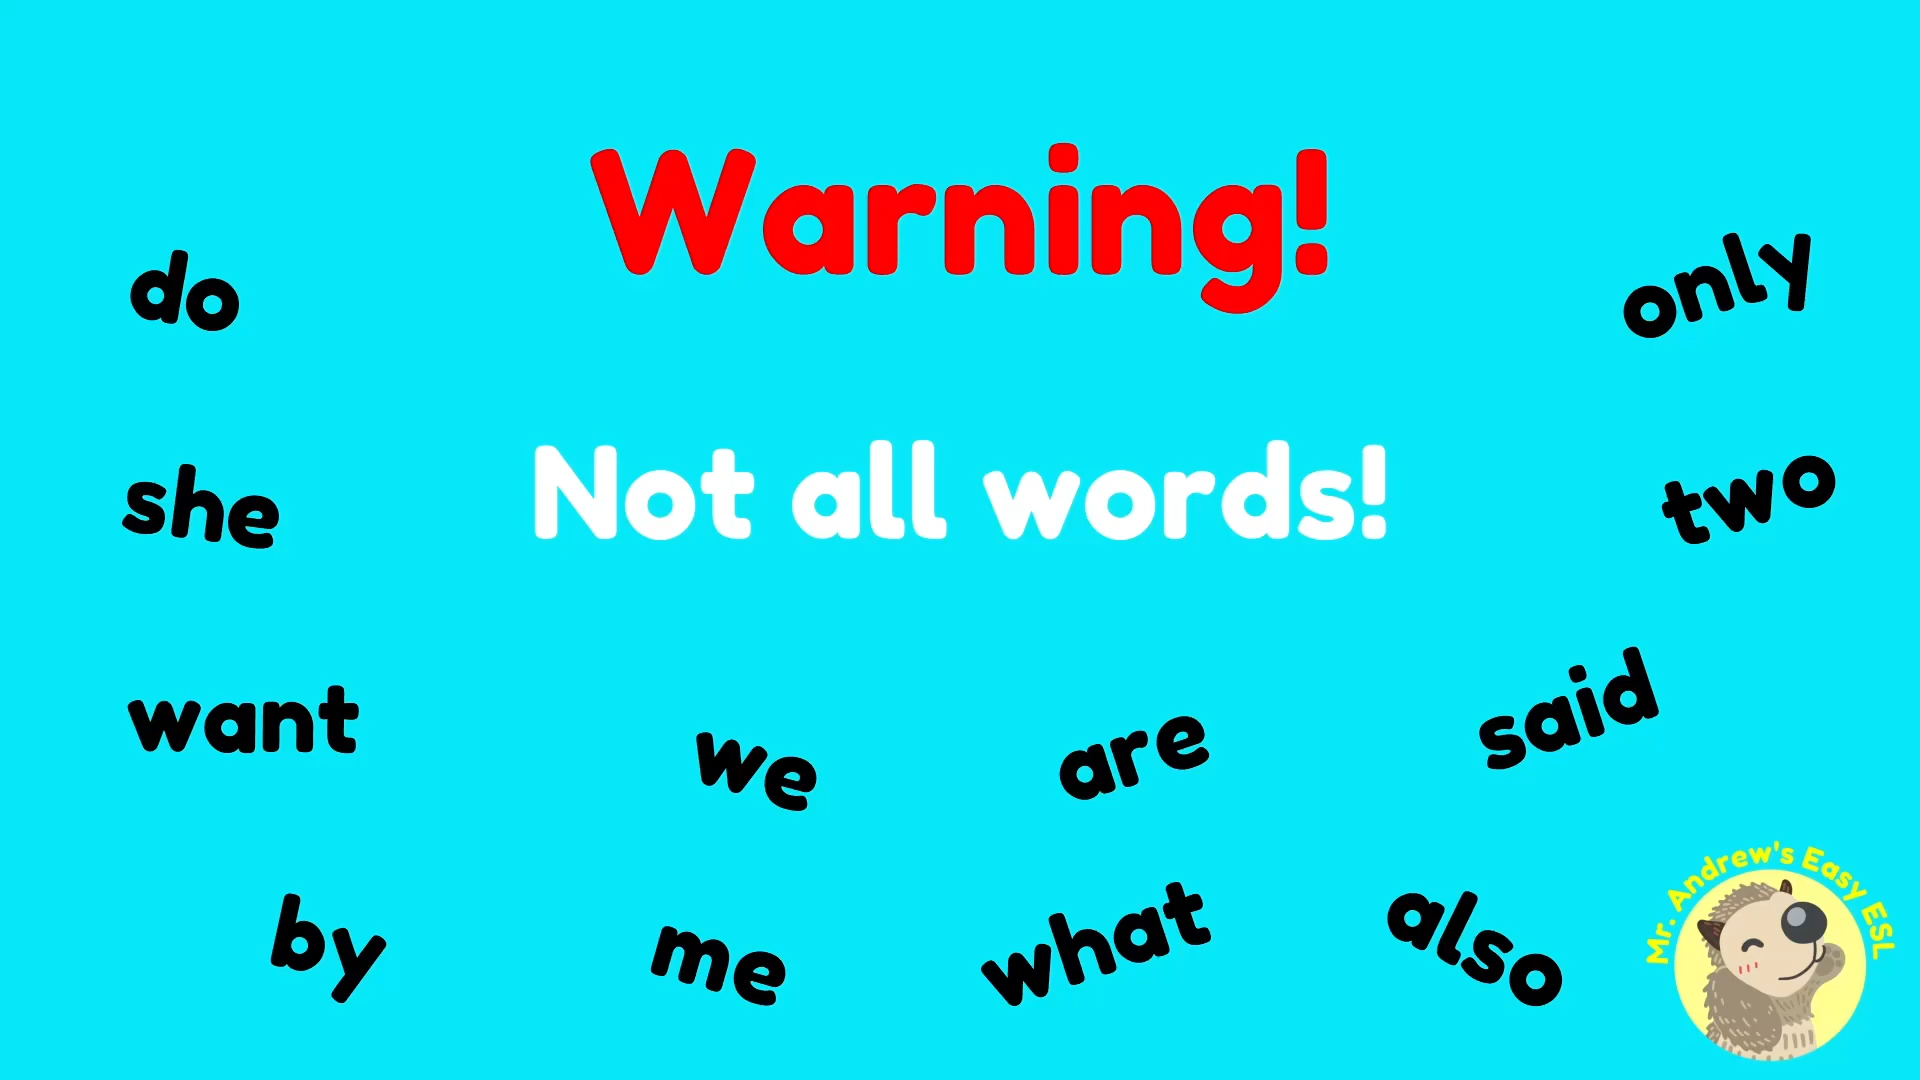 Warning!
do
only
Not all words!
she
two
want
we
are
said
by
me
what
also
Mr. Andrew's Easy ESL